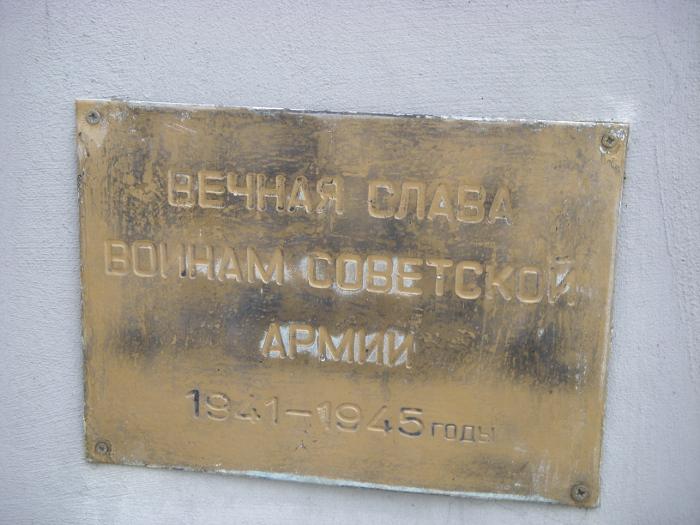 ВЕЧНАЯ СЛАВА
ВОИНАМ СОВЕТСКОЙ
АРМИИ
1941-1945 годы